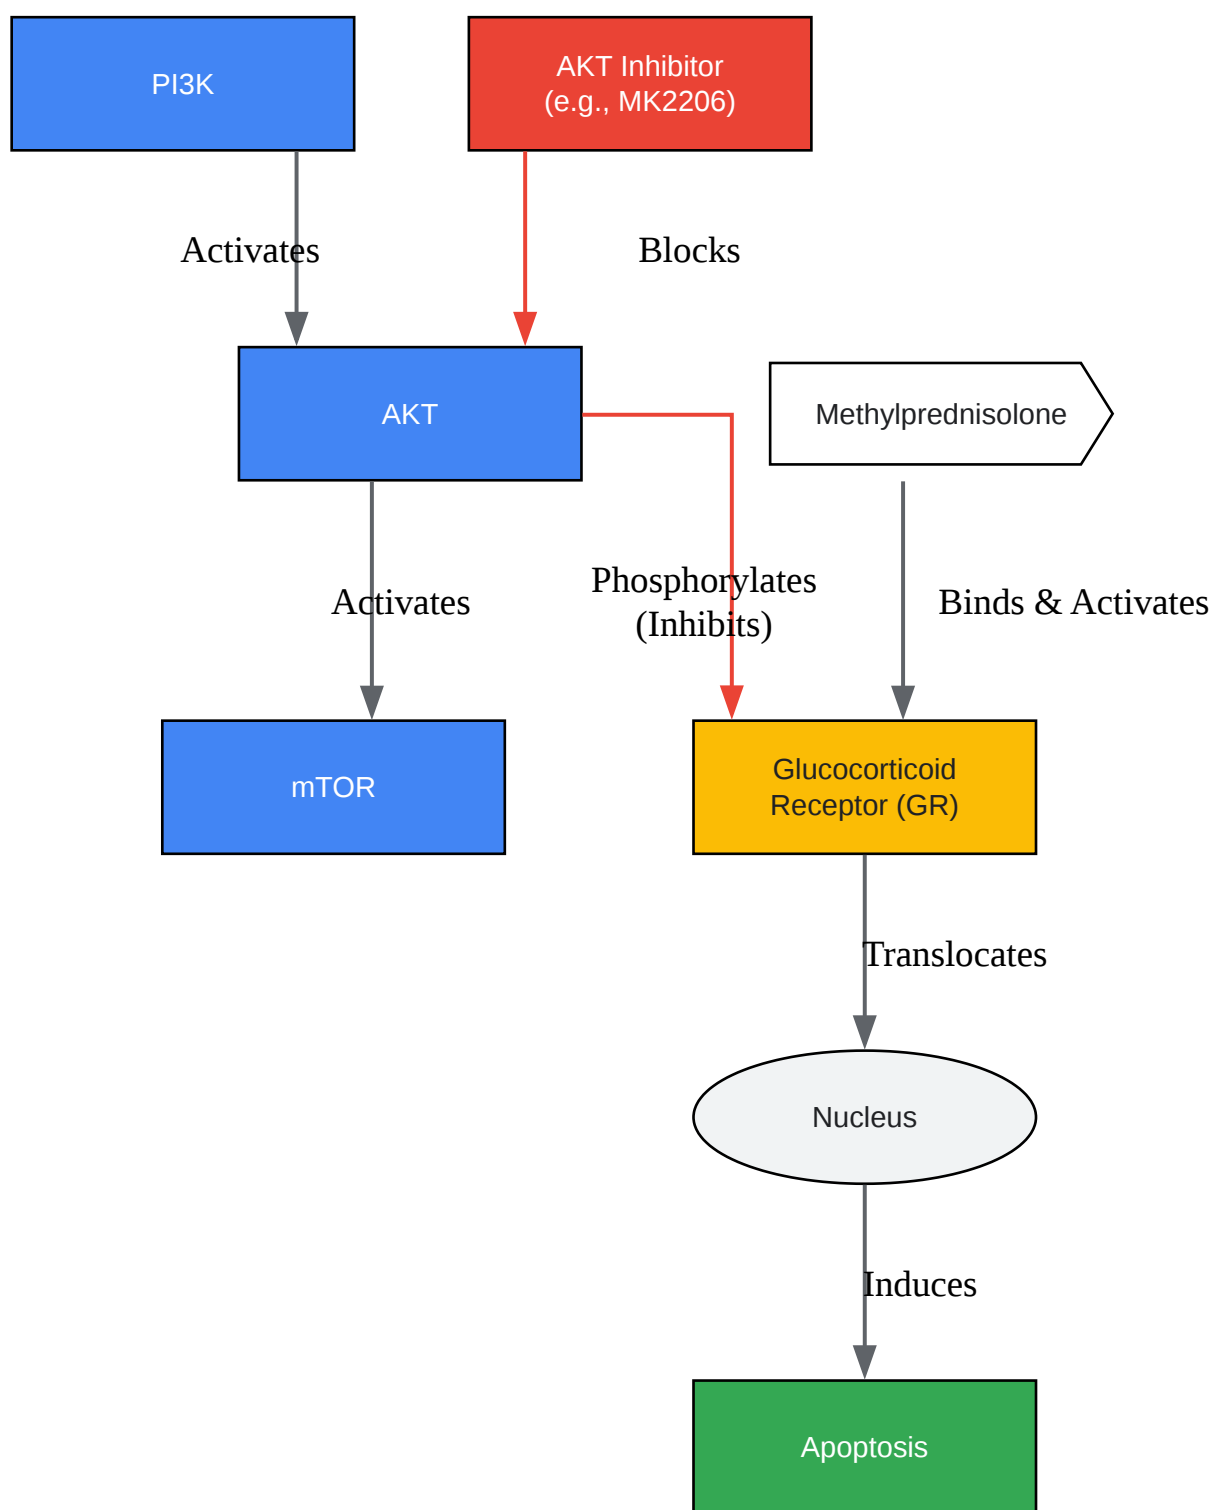 PI3K
AKT Inhibitor
(e.g., MK2206)
Activates
Blocks
AKT
Methylprednisolone
Activates
Phosphorylates
(Inhibits)
Binds & Activates
mTOR
Glucocorticoid
Receptor (GR)
Translocates
Nucleus
Induces
Apoptosis